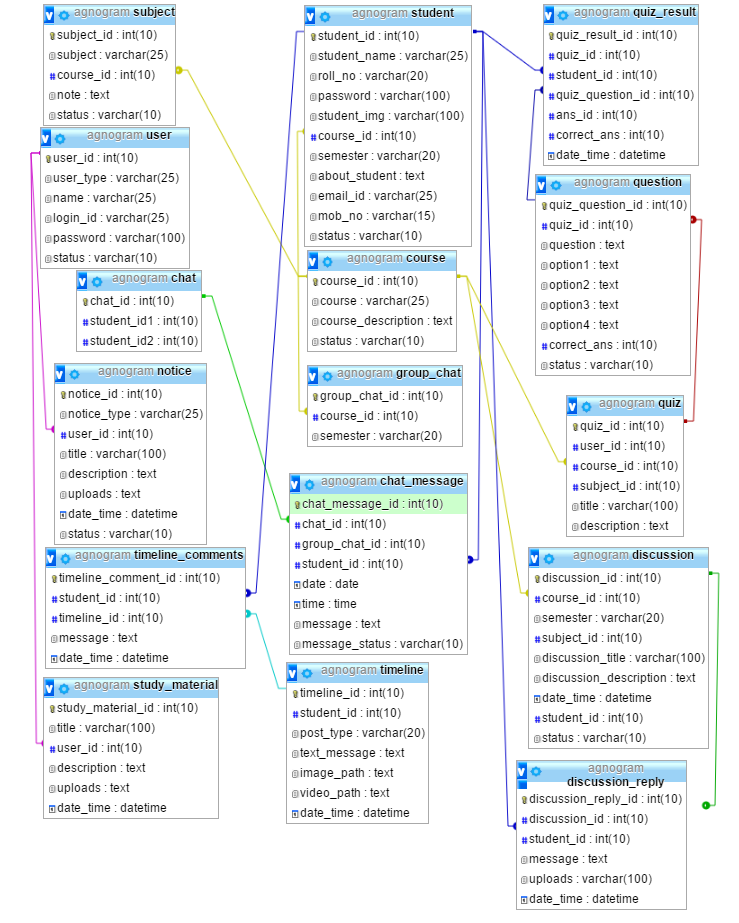 agnogram subject
subject_id : int(10)
subject : varchar(25)
course_id : int(10)
note : text
status : varchar(10)
agnogram user
user_id : int(10)
user_type : varchar(25)
name : varchar(25)
login_id : varchar(25)
password : varchar(100)
status : varchar(10)
agnogram chat
chat_id : int(10)
student_id1 : int(10)
student_id2 : int(10)
agnogram notice
notice_id : int(10)
notice_type : varchar(25)
user_id : int(10)
title : varchar(100)
description : text
uploads : text
date_time : datetime
status : varchar(10)
agnogram timeline_comments
timeline_comment_id : int(10)
student_id : int(10)
timeline_id : int(10)
message : text
date_time : datetime
agnogram study_material
study_material_id : int(10)
title : varchar(100)
user_id : int(10)
description : text
uploads : text
date_time : datetime
agnogram student
student_id : int(10)
student_name : varchar(25)
roll_no : varchar(20)
password : varchar(100)
student_img : varchar(100)
course_id : int(10)
semester : varchar(20)
about_student : text
email_id : varchar(25)
mob_no : varchar(15)
status : varchar(10)
agnogram course
course_id : int(10)
course : varchar(25)
course_description : text
status : varchar(10)
agnogram group_chat
group_chat_id : int(10)
course_id : int(10)
semester : varchar(20)
agnogram chat_message
chat_message_id : int(10)
chat_id : int(10)
group_chat_id : int(10)
student_id : int(10)
date : date
time : time
message : text
message_status : varchar(10)
agnogram timeline
timeline_id : int(10)
student_id : int(10)
post_type : varchar(20)
text_message : text
image_path : text
video_path : text
date_time : datetime
agnogram quiz_result
quiz_result_id : int(10)
quiz_id : int(10)
student_id : int(10)
quiz_question_id : int(10)
ans_id : int(10)
correct_ans : int(10)
date_time : datetime
agnogram question
quiz_question_id : int(10)
quiz_id : int(10)
question : text
option1 : text
option2 : text
option3 : text
option4 : text
correct_ans : int(10)
status : varchar(10)
agnogram quiz
quiz_id : int(10)
user_id : int(10)
course_id : int(10)
subject_id : int(10)
title : varchar(100)
description : text
agnogram discussion
discussion_id : int(10)
course_id : int(10)
semester : varchar(20)
subject_id : int(10)
discussion_title : varchar(100)
discussion_description : text
date_time : datetime
student_id : int(10)
status : varchar(10)
agnogram
discussion_reply
discussion_reply_id : int(10)
discussion_id : int(10)
student_id : int(10)
message : text
uploads : varchar(100)
date_time : datetime